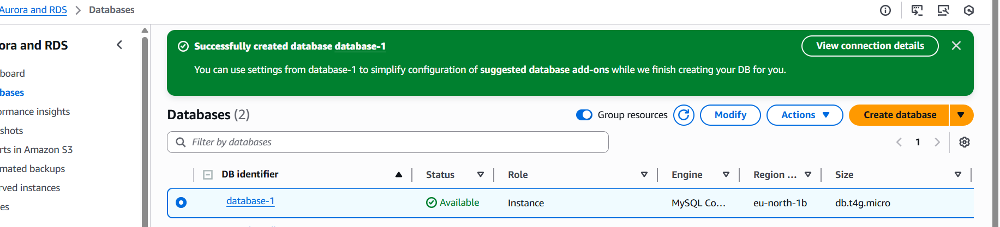 Aurora and RDS > Databases
ora and RDS
board
bases
ormance insights
shots
rts in Amazon S3
mated backups
rved instances
es
Successfully created database database-1
View connection details
You can use settings from database-1 to simplify configuration of suggested database add-ons while we finish creating your DB for you.
Databases (2)
Group resources
Modify
Actions
Create database
Filter by databases
1
DB identifier Status Role Engine Region ... Size
database-1 Available Instance MySQL Co... eu-north-1b db.t4g.micro